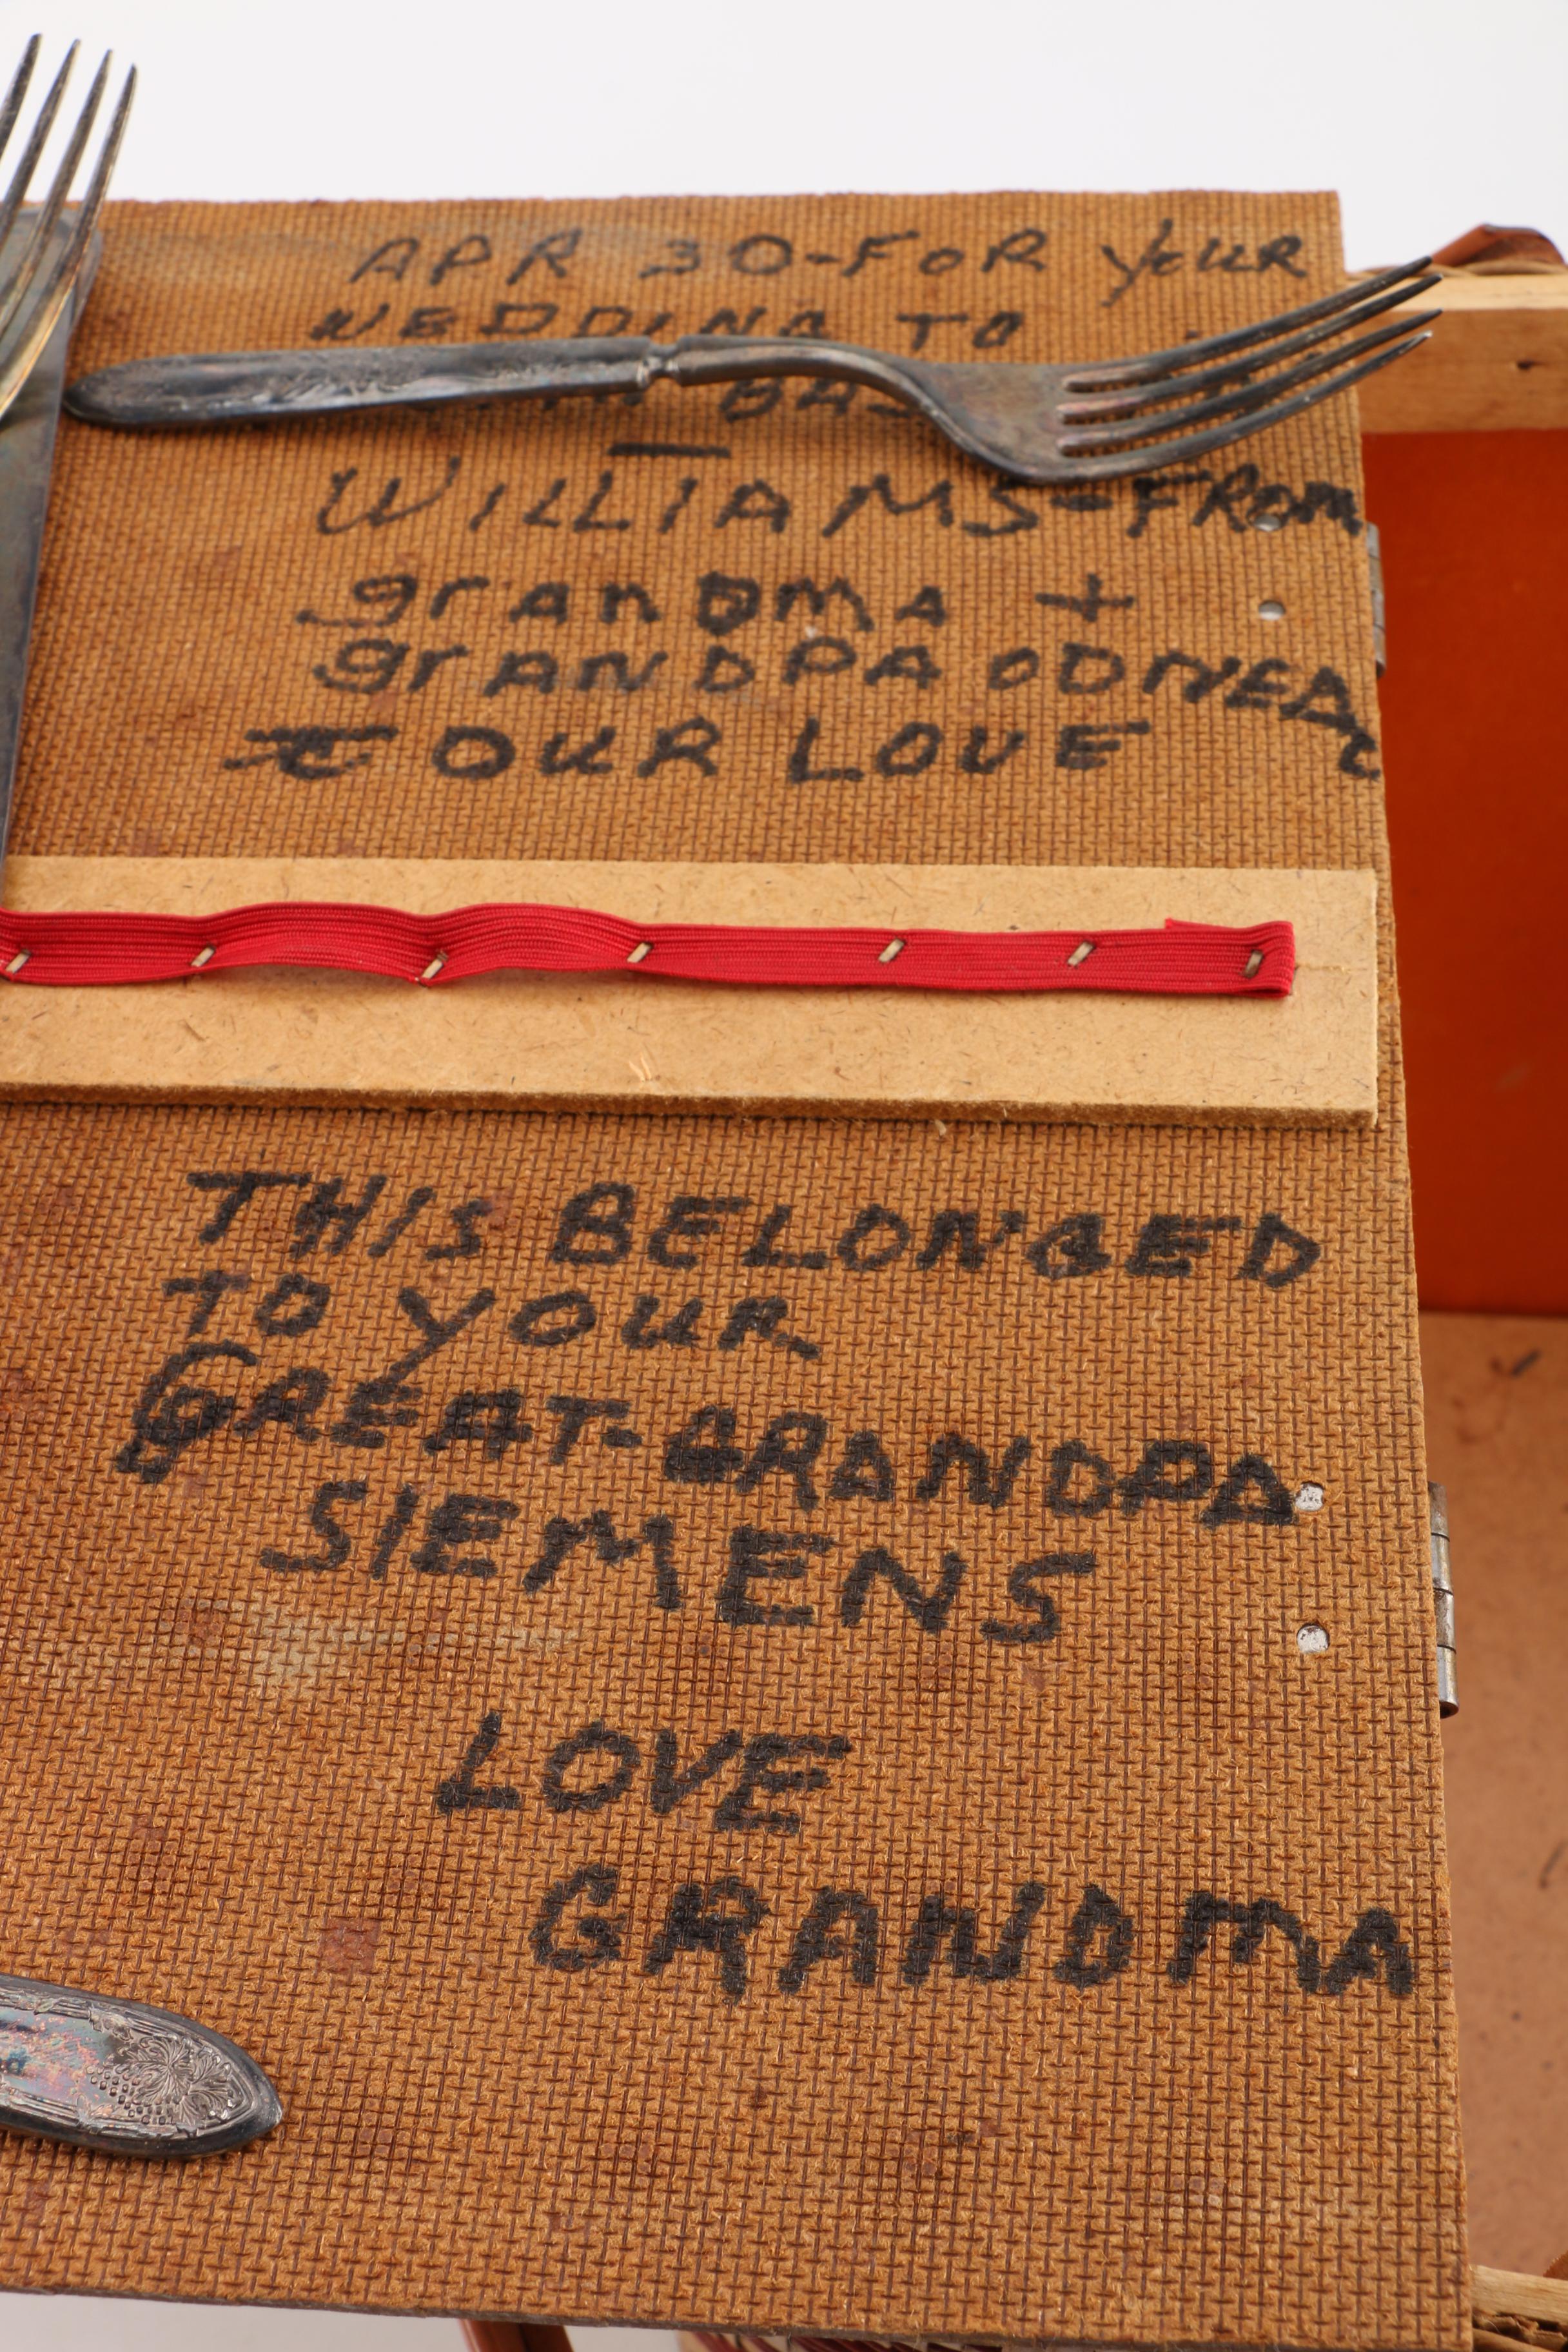 APR 30-FOR YOUR
WEDDING TO
WILLIAMS-FROM
grANDMA +
grANDPA ODNEAL
OUR LOVE
THIS BELONGED
TO YOUR
GREAT-GRANDPA
SIEMENS
LOVE
GRANDMA